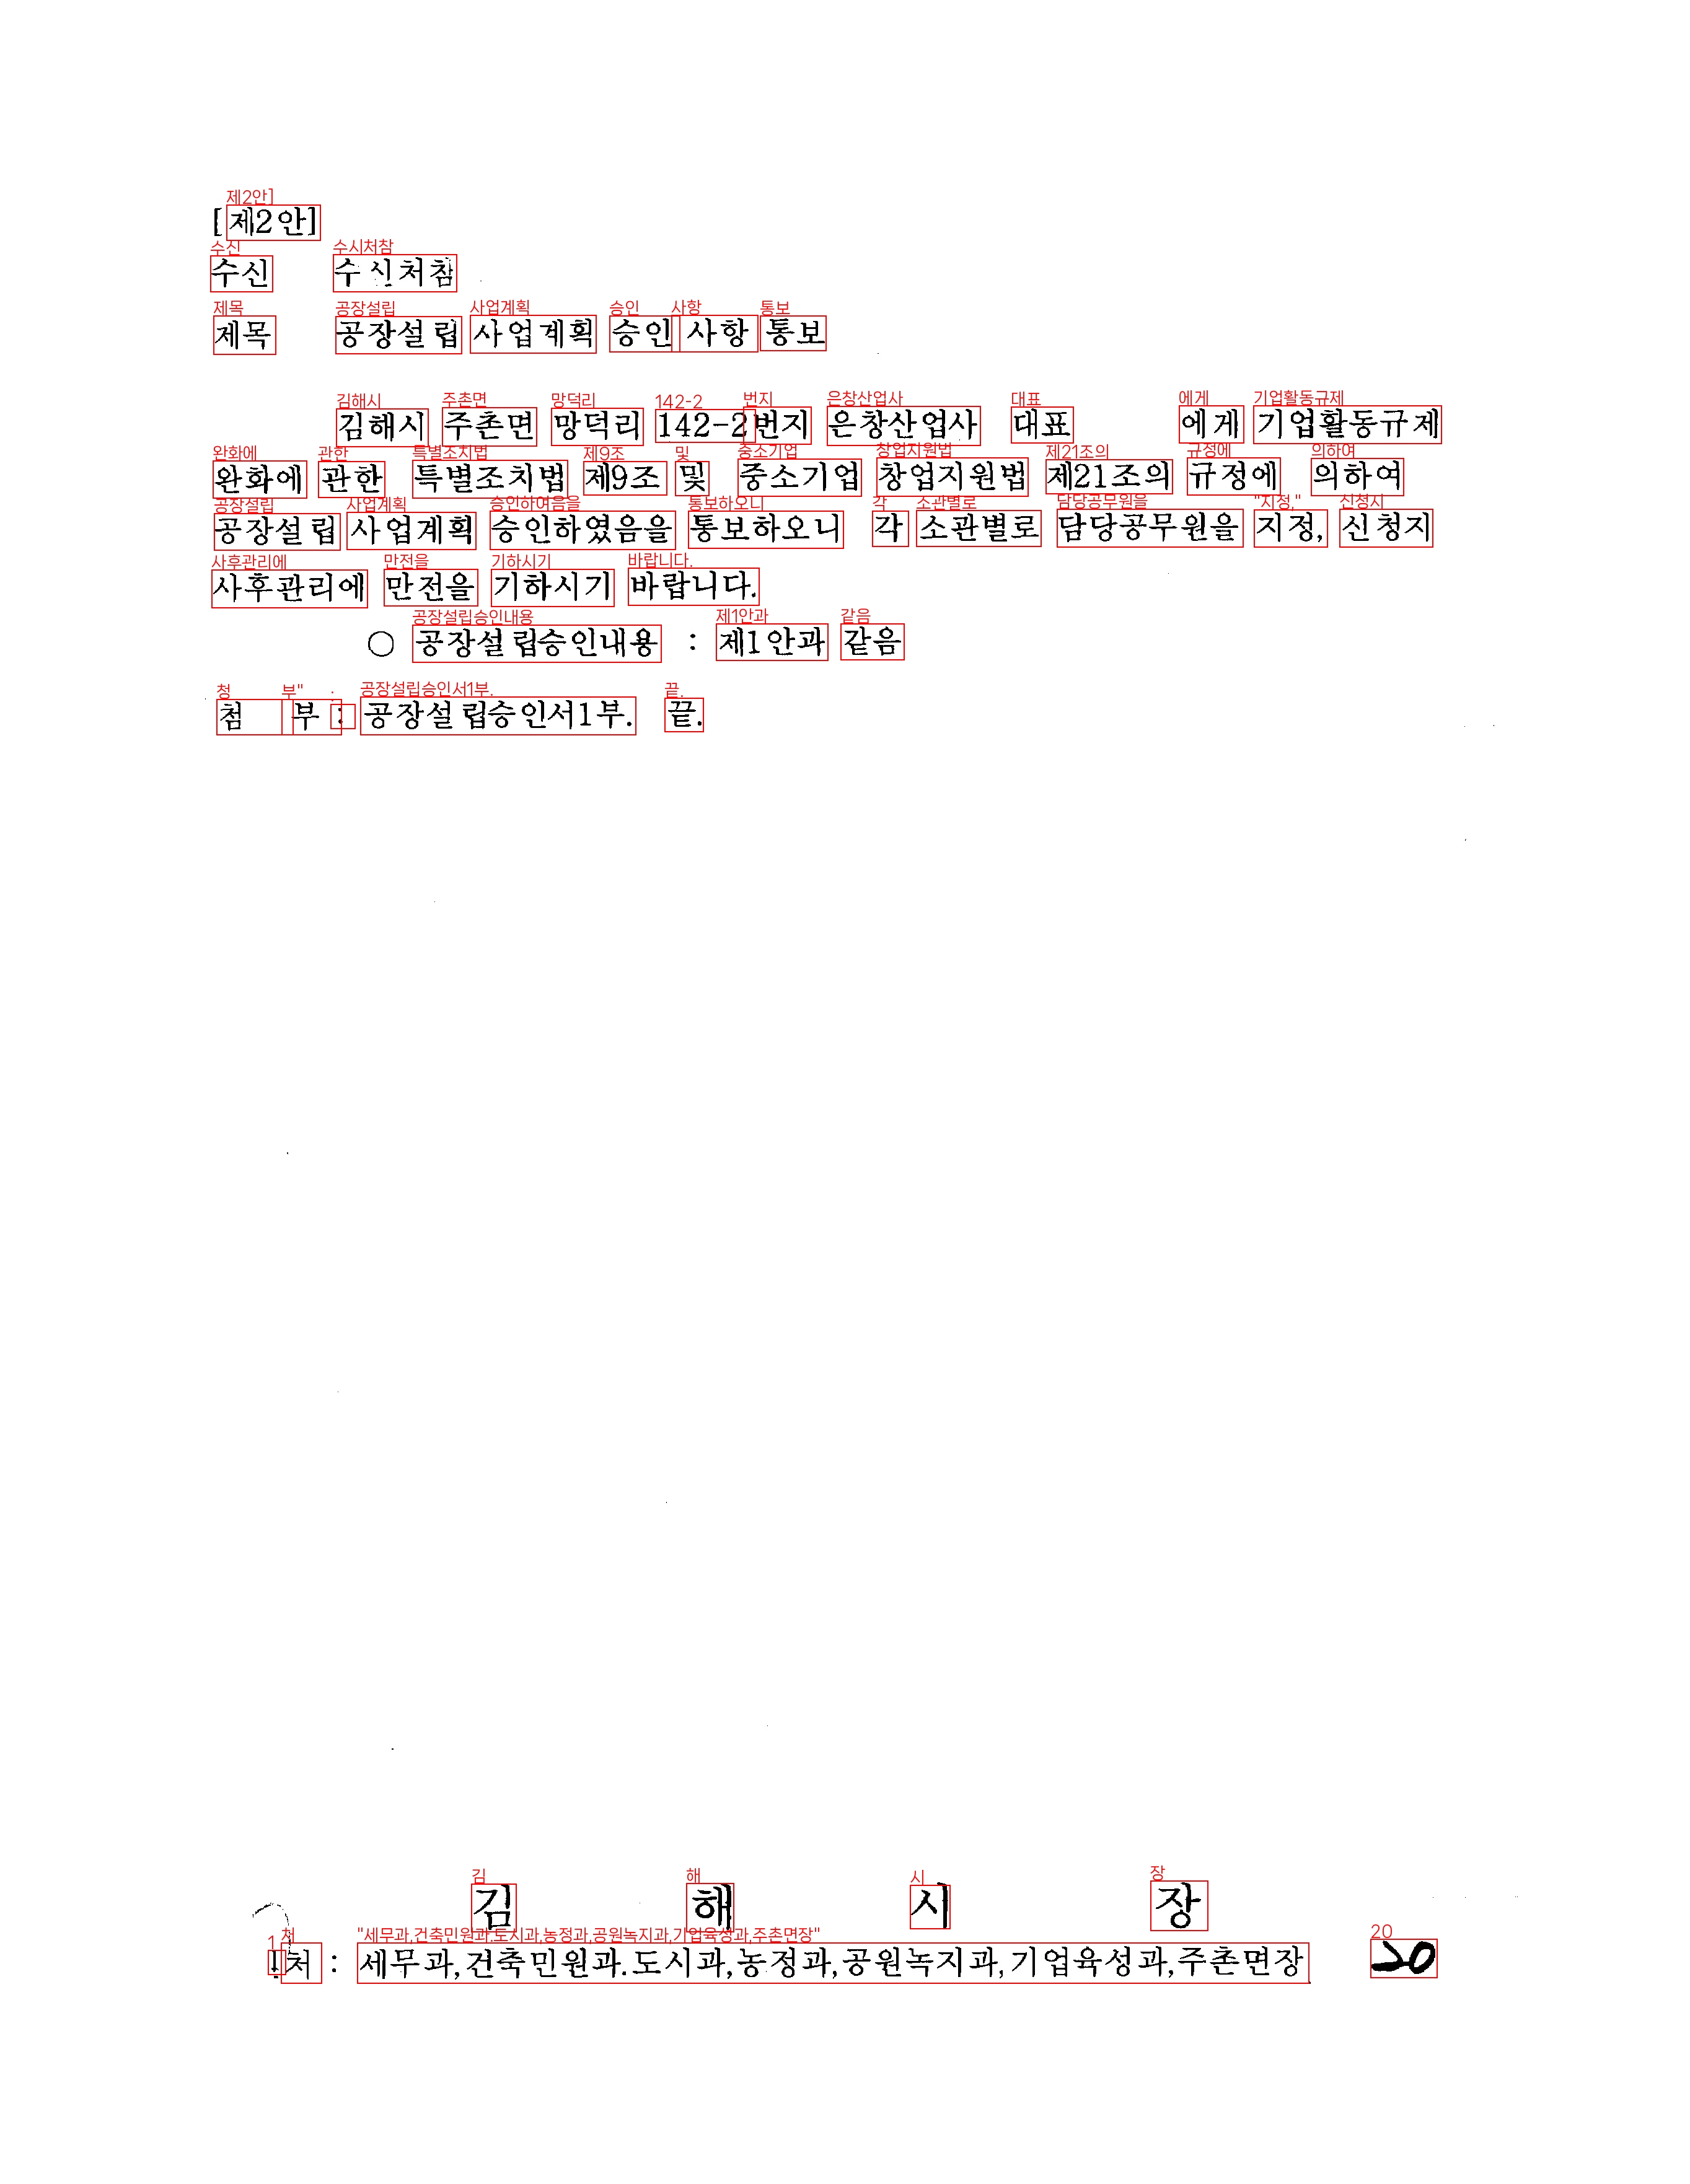 [제2안]
수신 수신처참
제목 공장설립 사업계획 승인 사항 통보
김해시 주촌면 망덕리 142-2번지 은창산업사 대표 에게 기업활동규제
완화에 관한 특별조치법 제9조 및 중소기업 창업지원법 제21조의 규정에 의하여
공장설립 사업계획 승인하였음을 통보하오니 각 소관별로 담당공무원을 지정, 신청지
사후관리에 만전을 기하시기 바랍니다.
○ 공장설립승인내용 : 제1안과 같음
첨 부 : 공장설립승인서1부. 끝.
김 해 시 장
처 : 세무과,건축민원과.도시과,농정과,공원녹지과,기업육성과,주촌면장 20